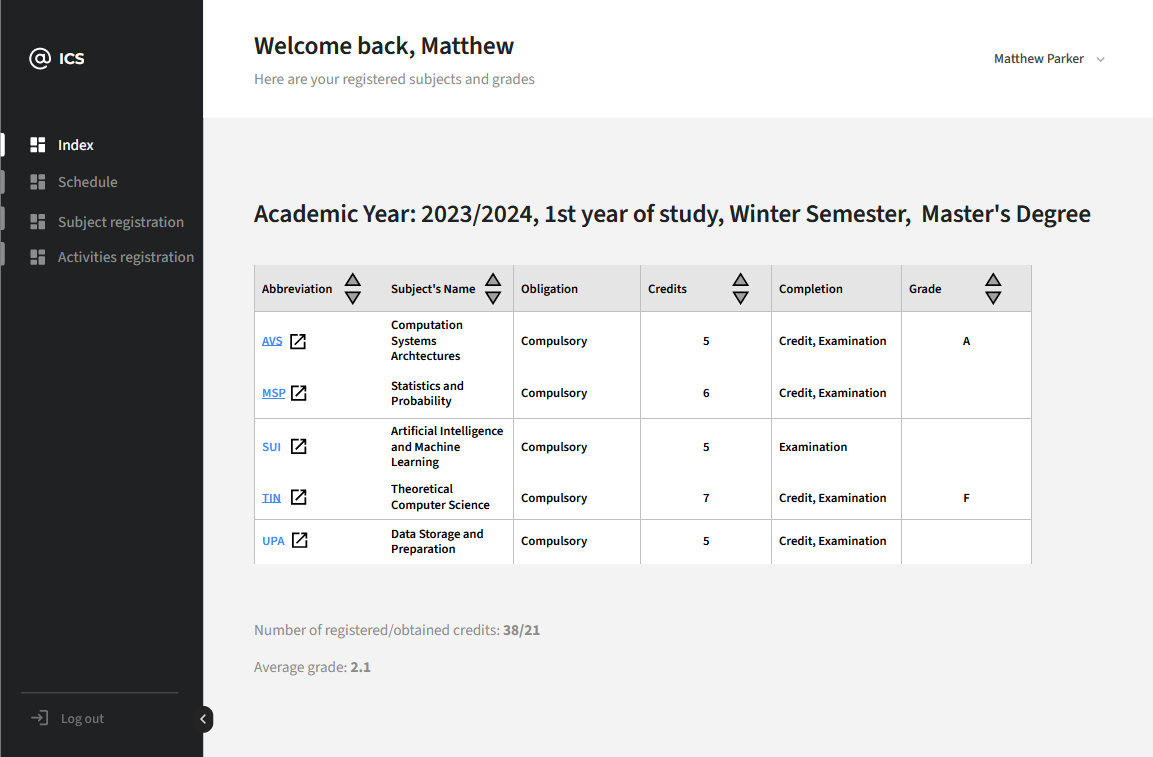 @ ICS
Welcome back, Matthew
Here are your registered subjects and grades
Matthew Parker
Index
Schedule
Subject registration
Activities registration
Log out
Academic Year: 2023/2024, 1st year of study, Winter Semester, Master's Degree
Abbreviation Subject's Name Obligation Credits Completion Grade
AVS
Computation
Systems
Archtectures
Compulsory 5 Credit, Examination A
MSP
Statistics and
Probability
Compulsory 6 Credit, Examination
SUI
Artificial Intelligence
and Machine
Learning
Compulsory 5 Examination
TIN
Theoretical
Computer Science
Compulsory 7 Credit, Examination F
UPA
Data Storage and
Preparation
Compulsory 5 Credit, Examination
Number of registered/obtained credits: 38/21
Average grade: 2.1